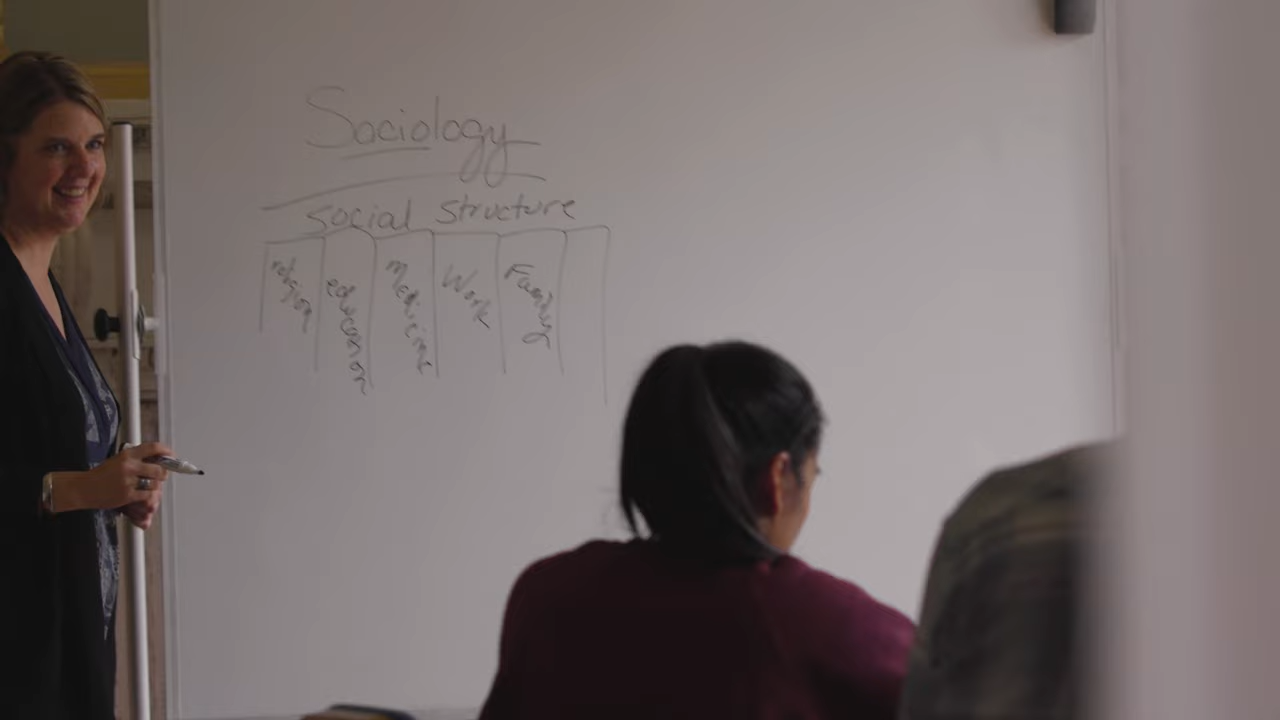 Sociology
Social Structure
religion
education
Medicine
Work
Family